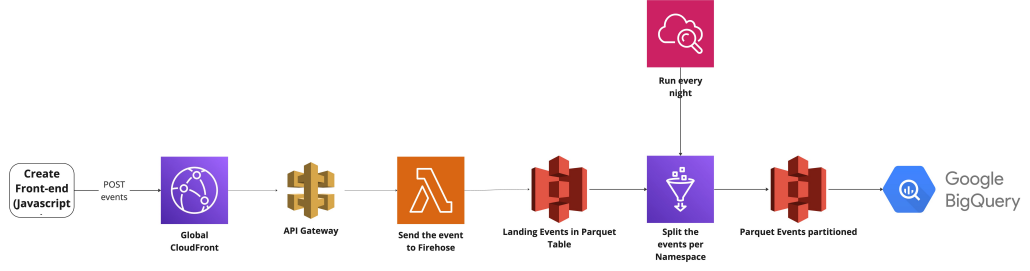 Run every
night
Create
Front-end
(Javascript
POST
events
Global
CloudFront
API Gateway
Send the event
to Firehose
Landing Events in Parquet
Table
Split the
events per
Namespace
Parquet Events partitioned
Google
BigQuery